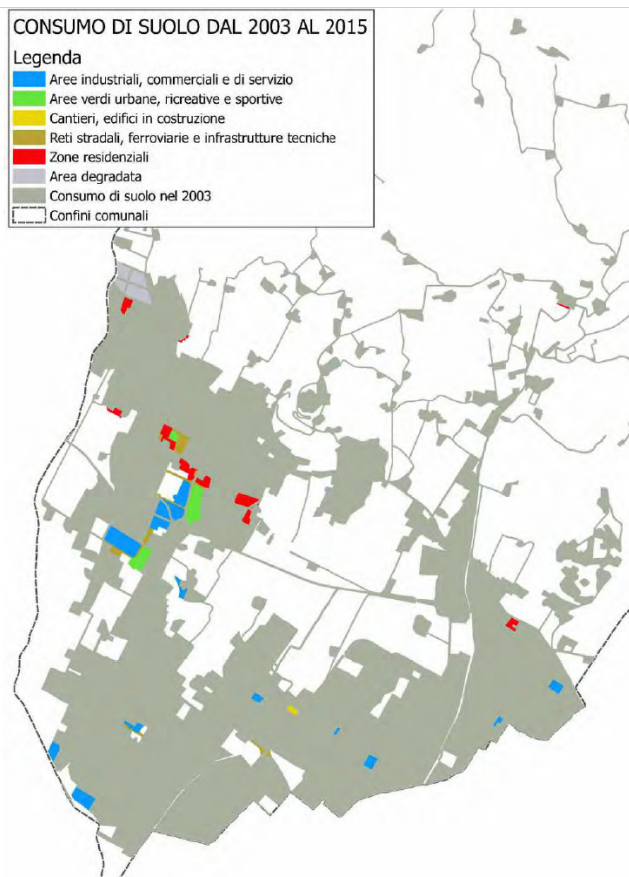 CONSUMO DI SUOLO DAL 2003 AL 2015
Legenda
Aree industriali, commerciali e di servizio
Aree verdi urbane, ricreative e sportive
Cantieri, edifici in costruzione
Reti stradali, ferroviarie e infrastrutture tecniche
Zone residenziali
Area degradata
Consumo di suolo nel 2003
Confini comunali